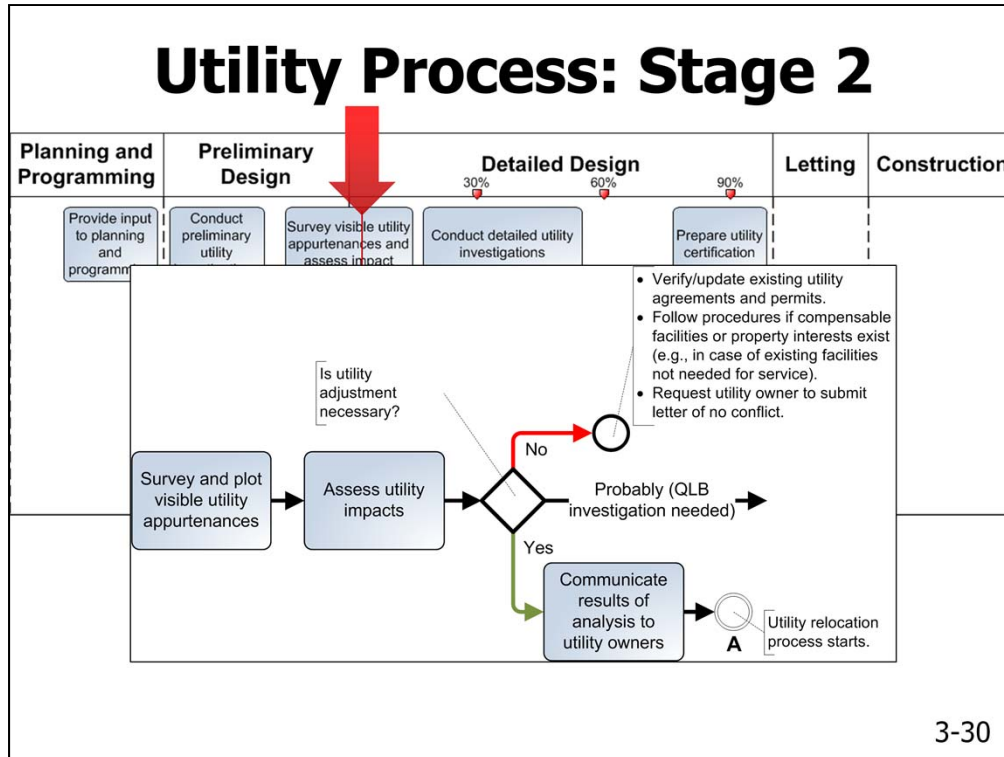 Utility Process: Stage 2
Planning and
Programming
Preliminary
Design
Detailed Design
Letting
Construction
30%
60%
90%
Provide input
to planning
and
Conduct
preliminary
utility
Survey visible utility
appurtenances and
assess impact
Conduct detailed utility
investigations
Prepare utility
certification
• Verify/update existing utility
agreements and permits.
• Follow procedures if compensable
facilities or property interests exist
(e.g., in case of existing facilities
not needed for service).
• Request utility owner to submit
letter of no conflict.
Is utility
adjustment
necessary?
No
Survey and plot
visible utility
appurtenances
Assess utility
impacts
Probably (QLB
investigation needed)
Yes
Communicate
results of
analysis to
utility owners
A
Utility relocation
process starts.
3-30